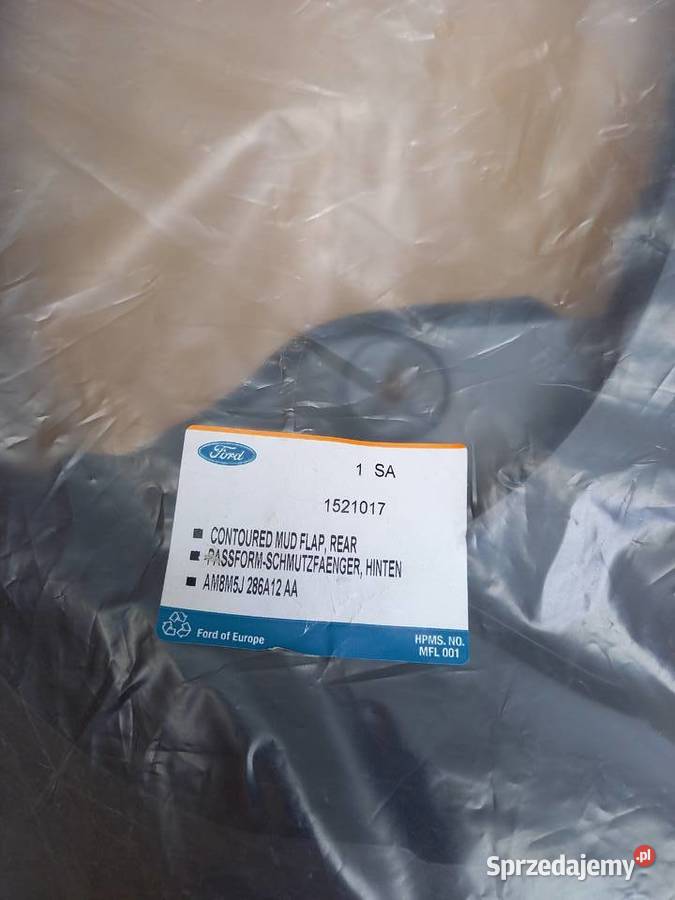 Ford
1 SA
1521017
CONTOURED MUD FLAP, REAR
PASSFORM-SCHMUTZFAENGER, HINTEN
AM8M5J 286A12 AA
Ford of Europe
HPMS. NO.
MFL 001
Sprzedajemy.pl